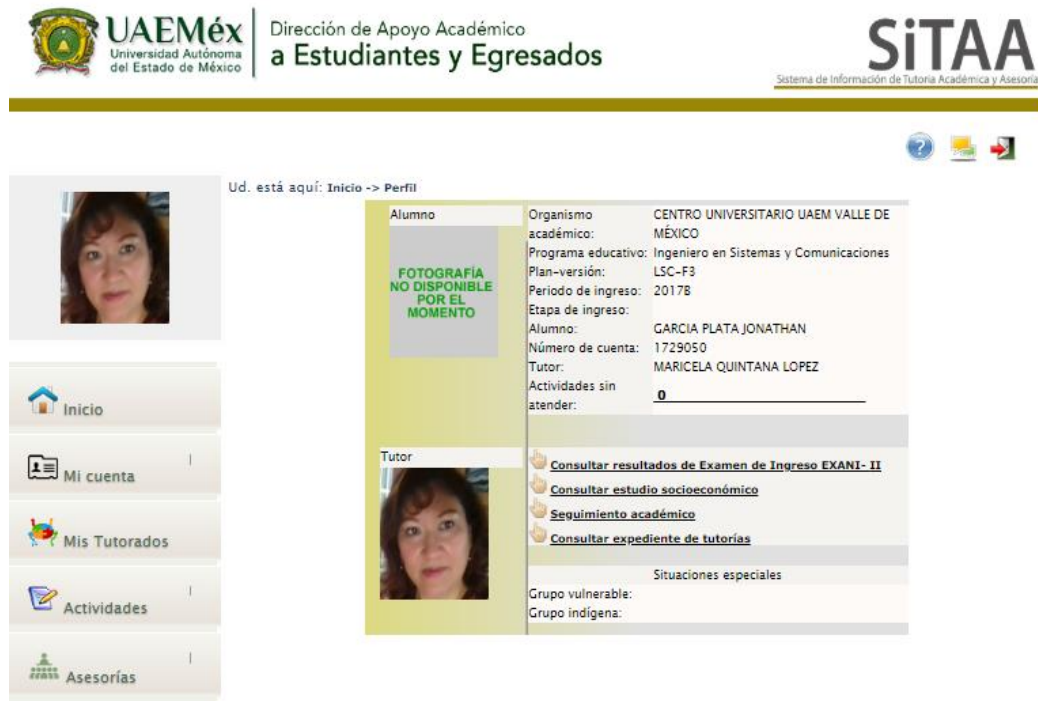 UAEMéx
Universidad Autónoma
del Estado de México
Dirección de Apoyo Académico
a Estudiantes y Egresados
SiTAA
Sistema de Información de Tutoría Académica y Asesoría
Ud. está aquí: Inicio -> Perfil
Inicio
Mi cuenta
Mis Tutorados
Actividades
Asesorías
Alumno
FOTOGRAFÍA
NO DISPONIBLE
POR EL
MOMENTO
Organismo académico: CENTRO UNIVERSITARIO UAEM VALLE DE MÉXICO
Programa educativo: Ingeniero en Sistemas y Comunicaciones
Plan-versión: LSC-F3
Periodo de ingreso: 2017B
Etapa de ingreso:
Alumno: GARCIA PLATA JONATHAN
Número de cuenta: 1729050
Tutor: MARICELA QUINTANA LOPEZ
Actividades sin atender: 0
Tutor
Consultar resultados de Examen de Ingreso EXANI- II
Consultar estudio socioeconómico
Seguimiento académico
Consultar expediente de tutorías
Situaciones especiales
Grupo vulnerable:
Grupo indígena: